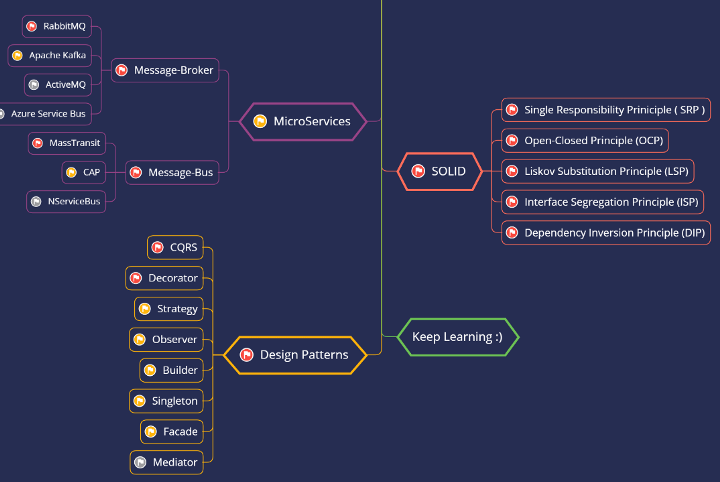 RabbitMQ
Apache Kafka
ActiveMQ
Azure Service Bus
Message-Broker
MicroServices
MassTransit
CAP
NServiceBus
Message-Bus
SOLID
Single Responsibility Priniciple ( SRP )
Open-Closed Principle (OCP)
Liskov Substitution Principle (LSP)
Interface Segregation Principle (ISP)
Dependency Inversion Principle (DIP)
CQRS
Decorator
Strategy
Observer
Builder
Singleton
Facade
Mediator
Design Patterns
Keep Learning :)